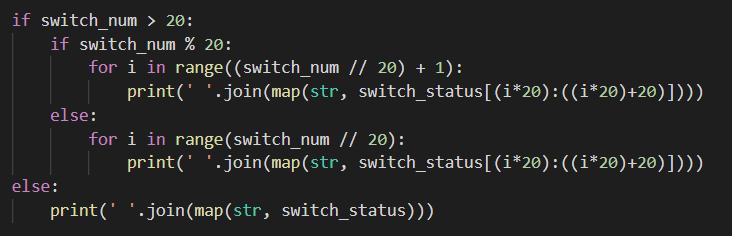 if switch_num > 20:
    if switch_num % 20:
        for i in range((switch_num // 20) + 1):
            print(' '.join(map(str, switch_status[(i*20):((i*20)+20)])))
    else:
        for i in range(switch_num // 20):
            print(' '.join(map(str, switch_status[(i*20):((i*20)+20)])))
else:
    print(' '.join(map(str, switch_status)))